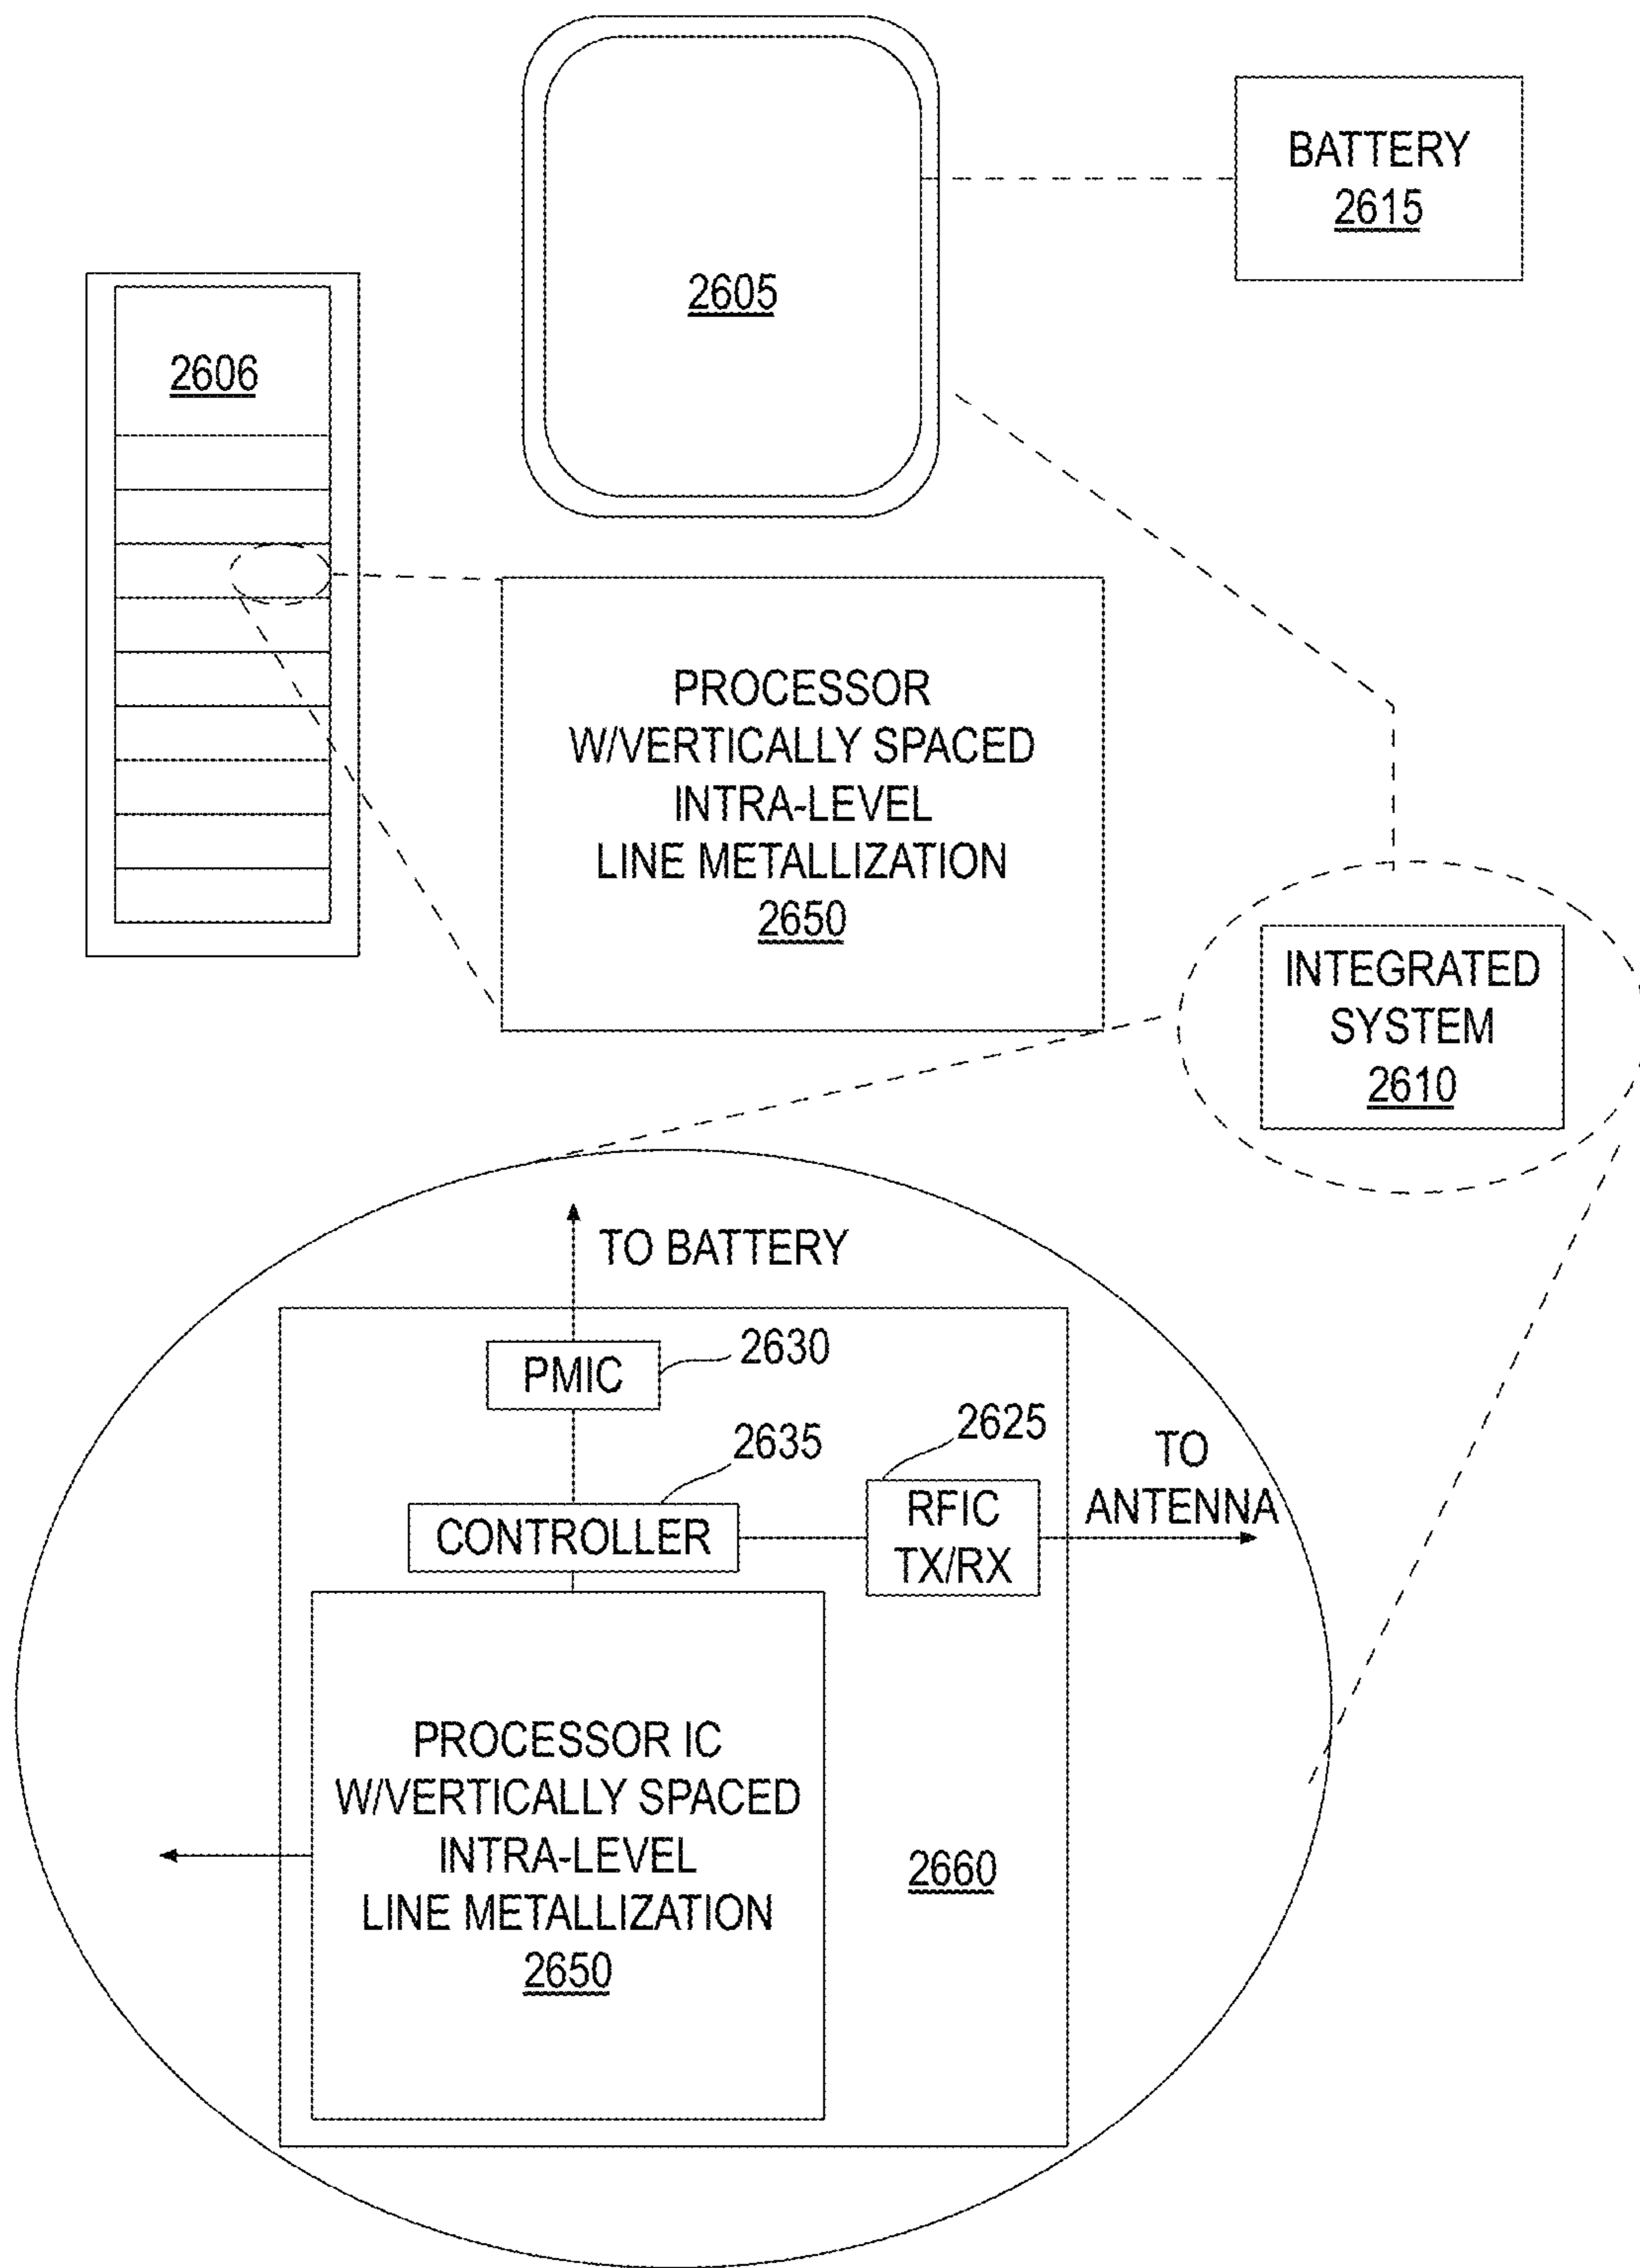 2605
BATTERY
2615
2606
PROCESSOR
W/VERTICALLY SPACED
INTRA-LEVEL
LINE METALLIZATION
2650
INTEGRATED
SYSTEM
2610
TO BATTERY
PMIC
2630
2635
2625
CONTROLLER
RFIC
TX/RX
TO
ANTENNA
PROCESSOR IC
W/VERTICALLY SPACED
INTRA-LEVEL
LINE METALLIZATION
2650
2660